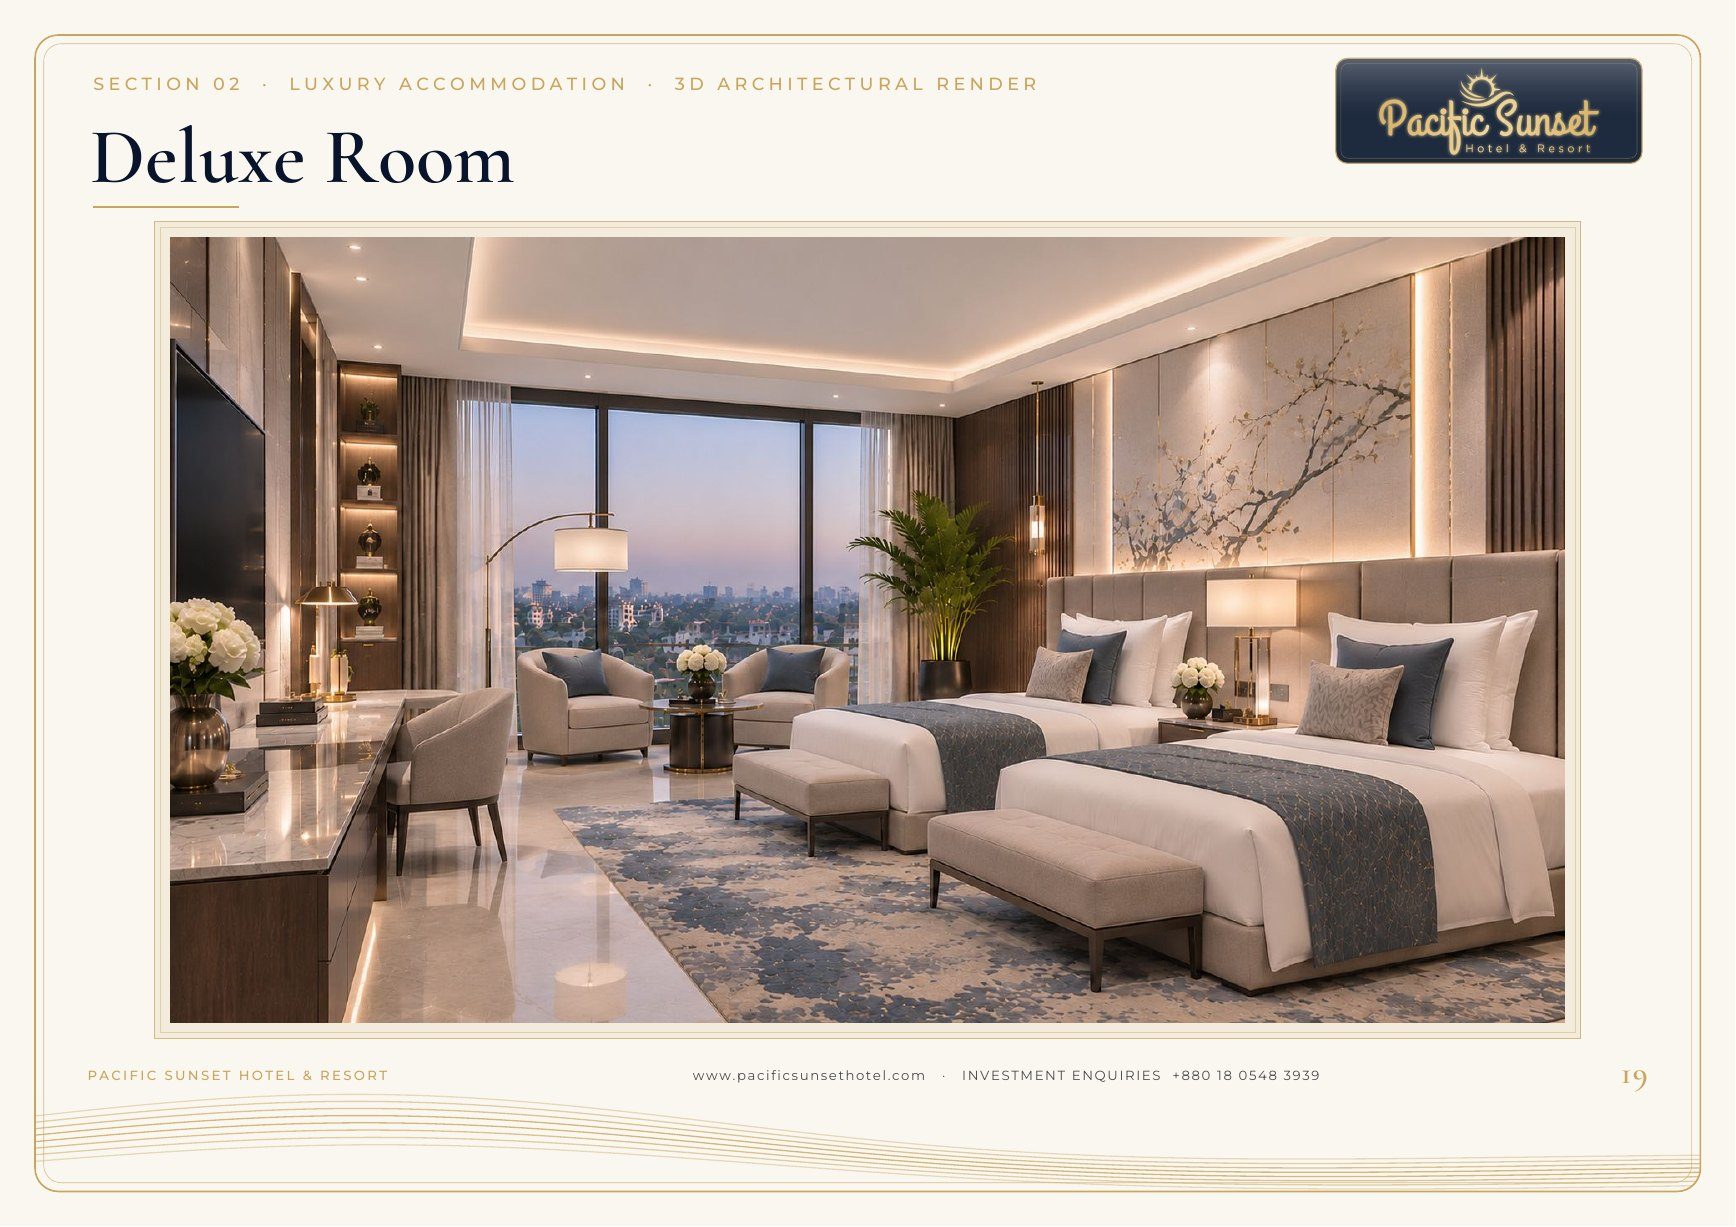 SECTION 02 · LUXURY ACCOMMODATION · 3D ARCHITECTURAL RENDER
Deluxe Room
Pacific Sunset
Hotel & Resort
PACIFIC SUNSET HOTEL & RESORT
www.pacificsunsethotel.com · INVESTMENT ENQUIRIES +880 18 0548 3939
19